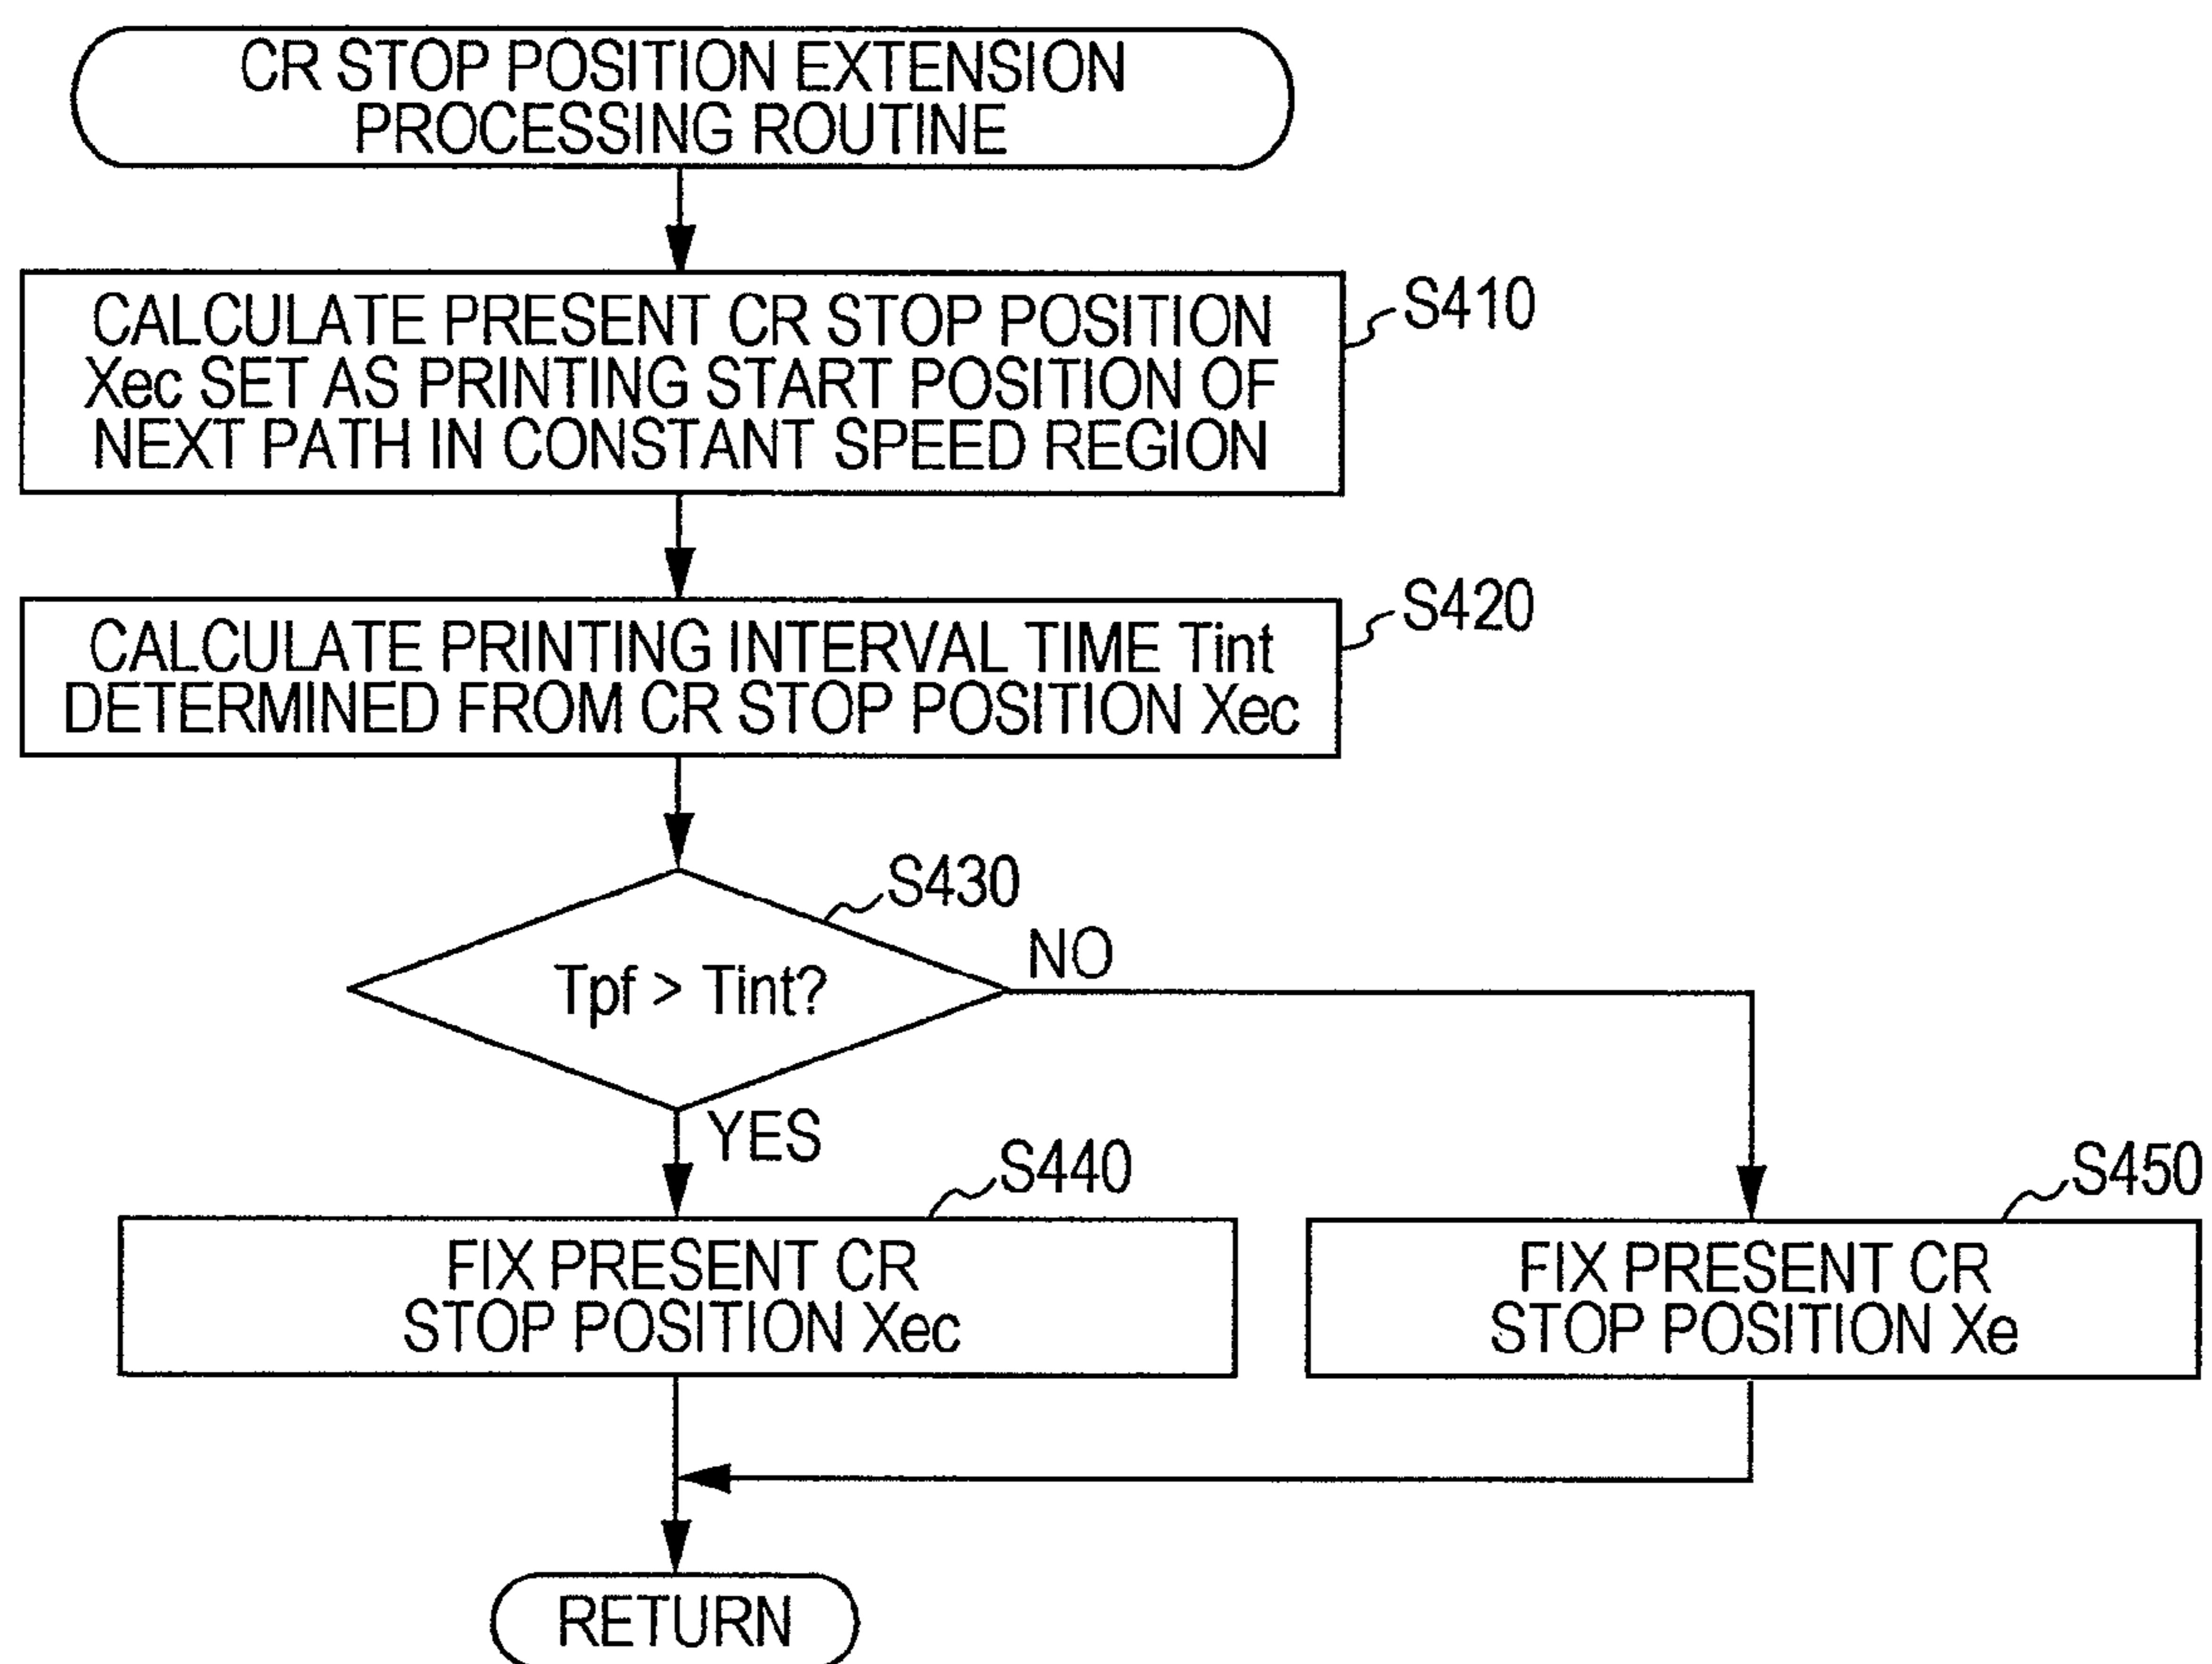 CR STOP POSITION EXTENSION
PROCESSING ROUTINE
CALCULATE PRESENT CR STOP POSITION
Xec SET AS PRINTING START POSITION OF
NEXT PATH IN CONSTANT SPEED REGION
S410
CALCULATE PRINTING INTERVAL TIME Tint
DETERMINED FROM CR STOP POSITION Xec
S420
S430
Tpf > Tint?
NO
YES
S440
FIX PRESENT CR
STOP POSITION Xec
S450
FIX PRESENT CR
STOP POSITION Xe
RETURN